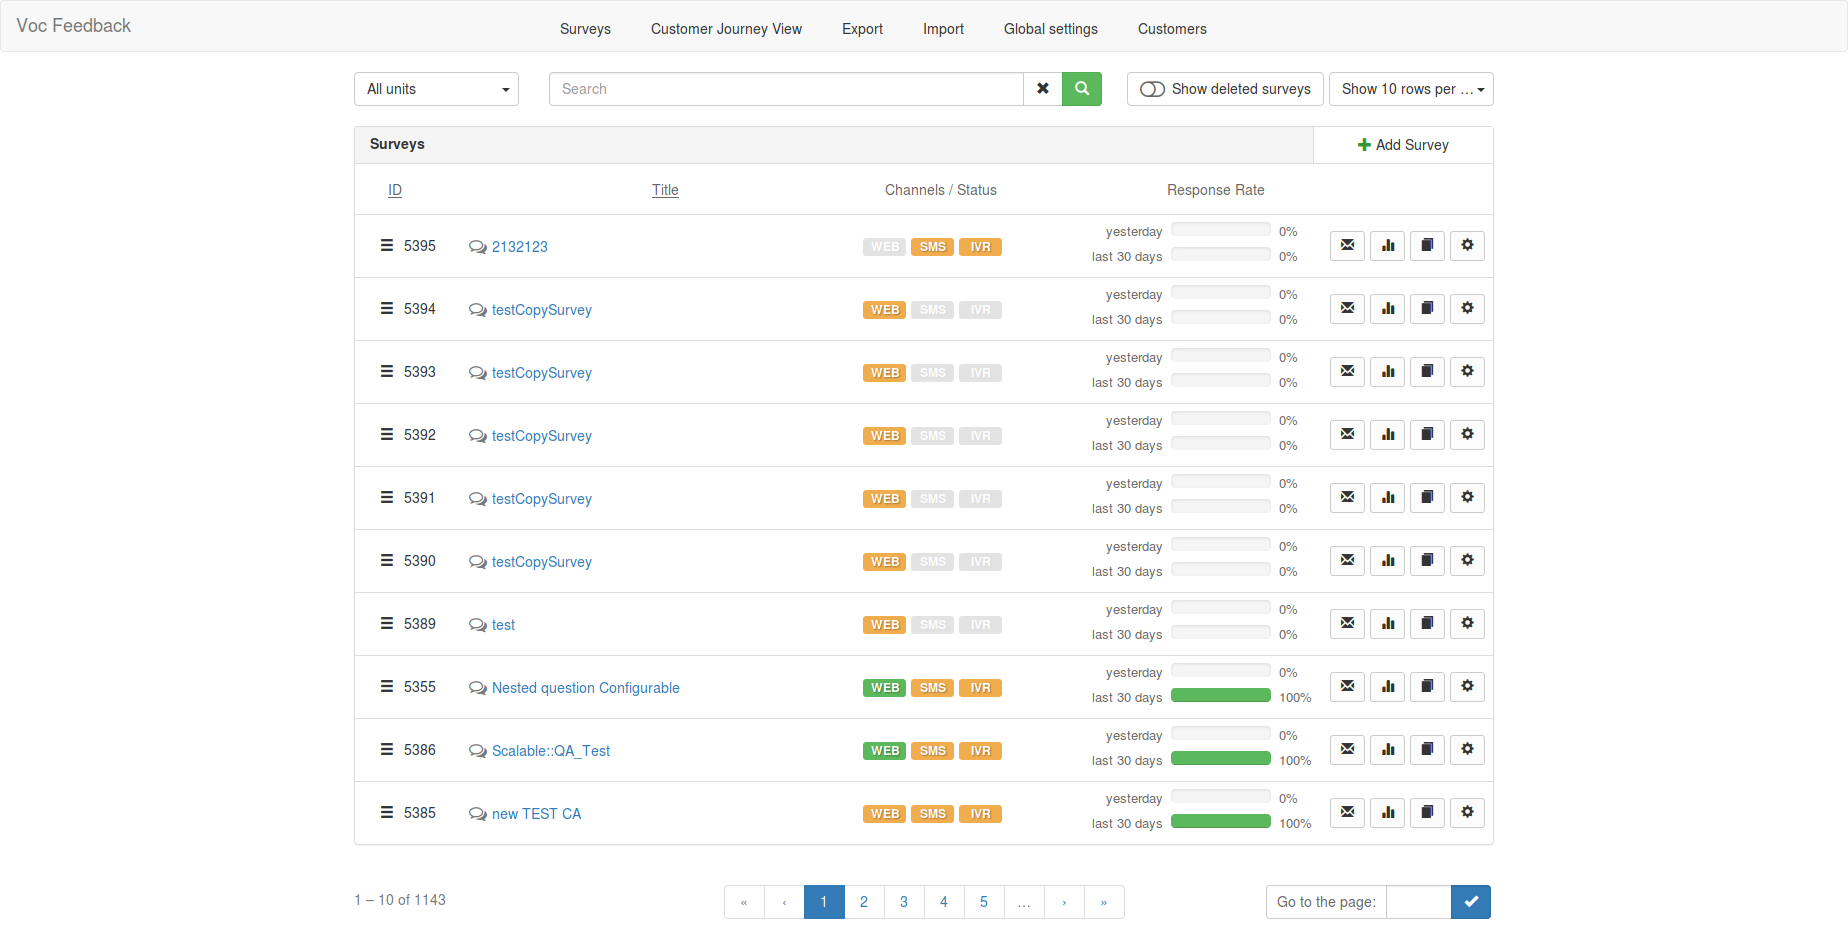 Voc Feedback
Surveys Customer Journey View Export Import Global settings Customers
All units Search Show deleted surveys Show 10 rows per ...
Surveys Add Survey
ID Title Channels / Status Response Rate
yesterday 0%
5395 2132123 WEB SMS IVR
last 30 days 0%
yesterday 0%
5394 testCopySurvey WEB SMS IVR
last 30 days 0%
yesterday 0%
5393 testCopySurvey WEB SMS IVR
last 30 days 0%
yesterday 0%
5392 testCopySurvey WEB SMS IVR
last 30 days 0%
yesterday 0%
5391 testCopySurvey WEB SMS IVR
last 30 days 0%
yesterday 0%
5390 testCopySurvey WEB SMS IVR
last 30 days 0%
yesterday 0%
5389 test WEB SMS IVR
last 30 days 0%
yesterday 0%
5355 Nested question Configurable WEB SMS IVR
last 30 days 100%
yesterday 0%
5386 Scalable::QA_Test WEB SMS IVR
last 30 days 100%
yesterday 0%
5385 new TEST CA WEB SMS IVR
last 30 days 100%
1 – 10 of 1143 « ‹ 1 2 3 4 5 ... › » Go to the page: